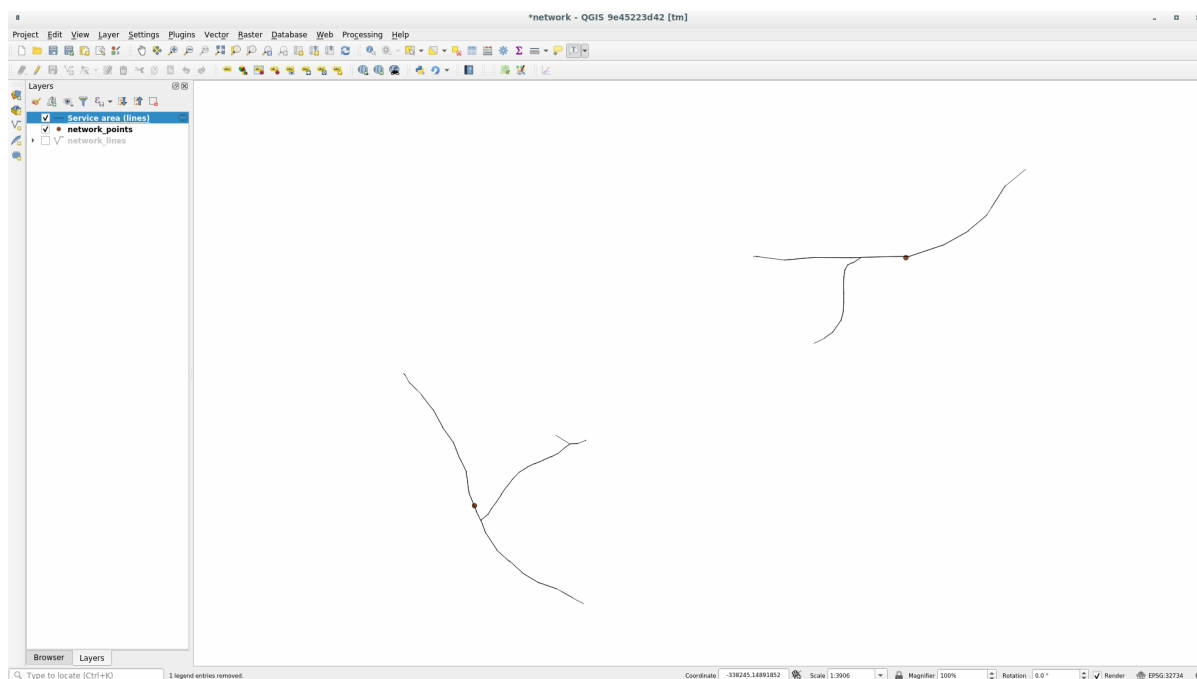 *network - QGIS 9e45223d42 [tm]
Project Edit View Layer Settings Plugins Vector Raster Database Web Processing Help
Layers
Service area (lines)
network_points
network_lines
Browser Layers
Type to locate (Ctrl+K) 1 legend entries removed. Coordinate -338245,14891852 Scale 1:3906 Magnifier 100% Rotation 0.0 ° Render EPSG:32734